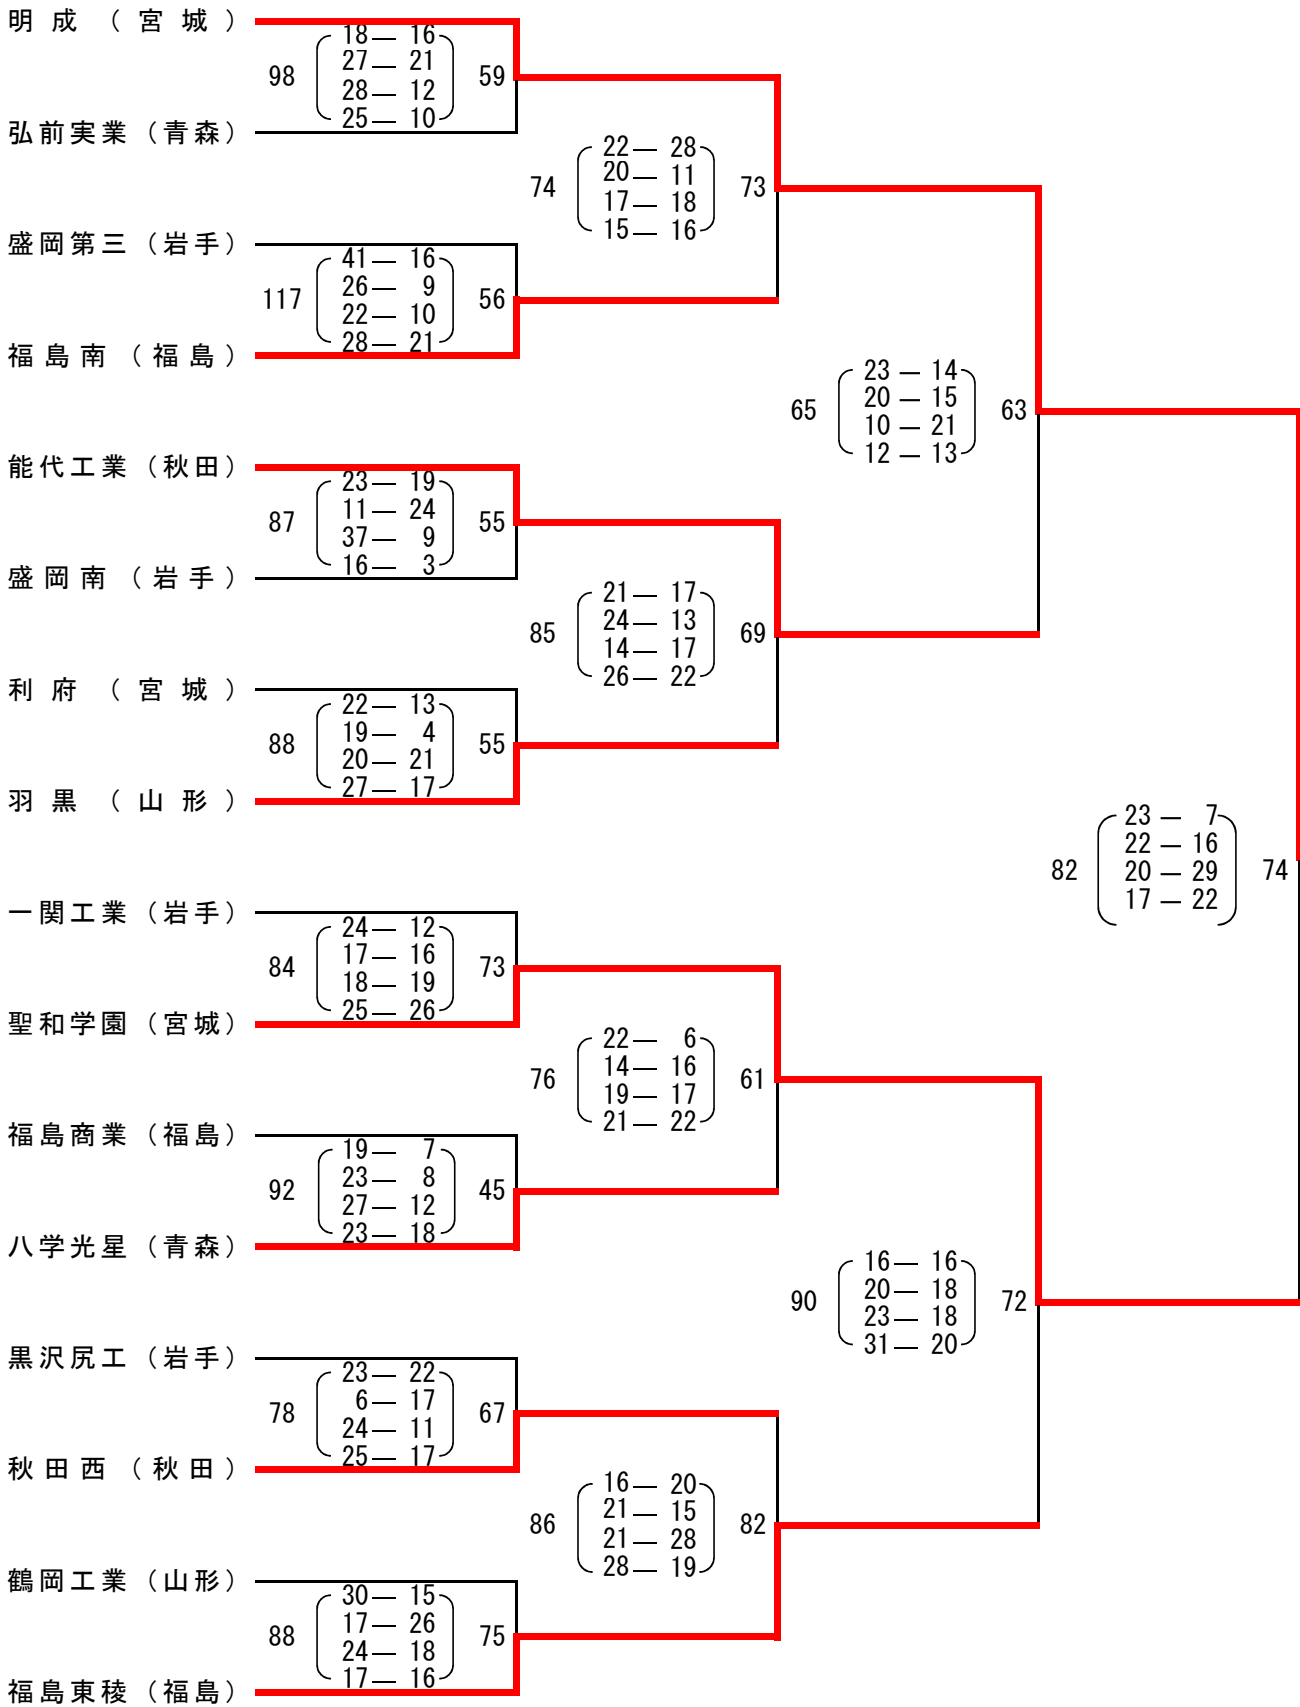 明成（宮城）
98 18― 16 59
27― 21
28― 12
25― 10
弘前実業（青森）
74 22― 28 73
20― 11
17― 18
15― 16
盛岡第三（岩手）
117 41― 16 56
26― 9
22― 10
28― 21
福島南（福島）
65 23 ― 14 63
20 ― 15
10 ― 21
12 ― 13
能代工業（秋田）
87 23― 19 55
11― 24
37― 9
16― 3
盛岡南（岩手）
85 21― 17 69
24― 13
14― 17
26― 22
利府（宮城）
88 22― 13 55
19― 4
20― 21
27― 17
羽黒（山形）
82 23 ― 7 74
22 ― 16
20 ― 29
17 ― 22
一関工業（岩手）
84 24― 12 73
17― 16
18― 19
25― 26
聖和学園（宮城）
76 22― 6 61
14― 16
19― 17
21― 22
福島商業（福島）
92 19― 7 45
23― 8
27― 12
23― 18
八学光星（青森）
90 16― 16 72
20― 18
23― 18
31― 20
黒沢尻工（岩手）
78 23― 22 67
6― 17
24― 11
25― 17
秋田西（秋田）
86 16― 20 82
21― 15
21― 28
28― 19
鶴岡工業（山形）
88 30― 15 75
17― 26
24― 18
17― 16
福島東稜（福島）